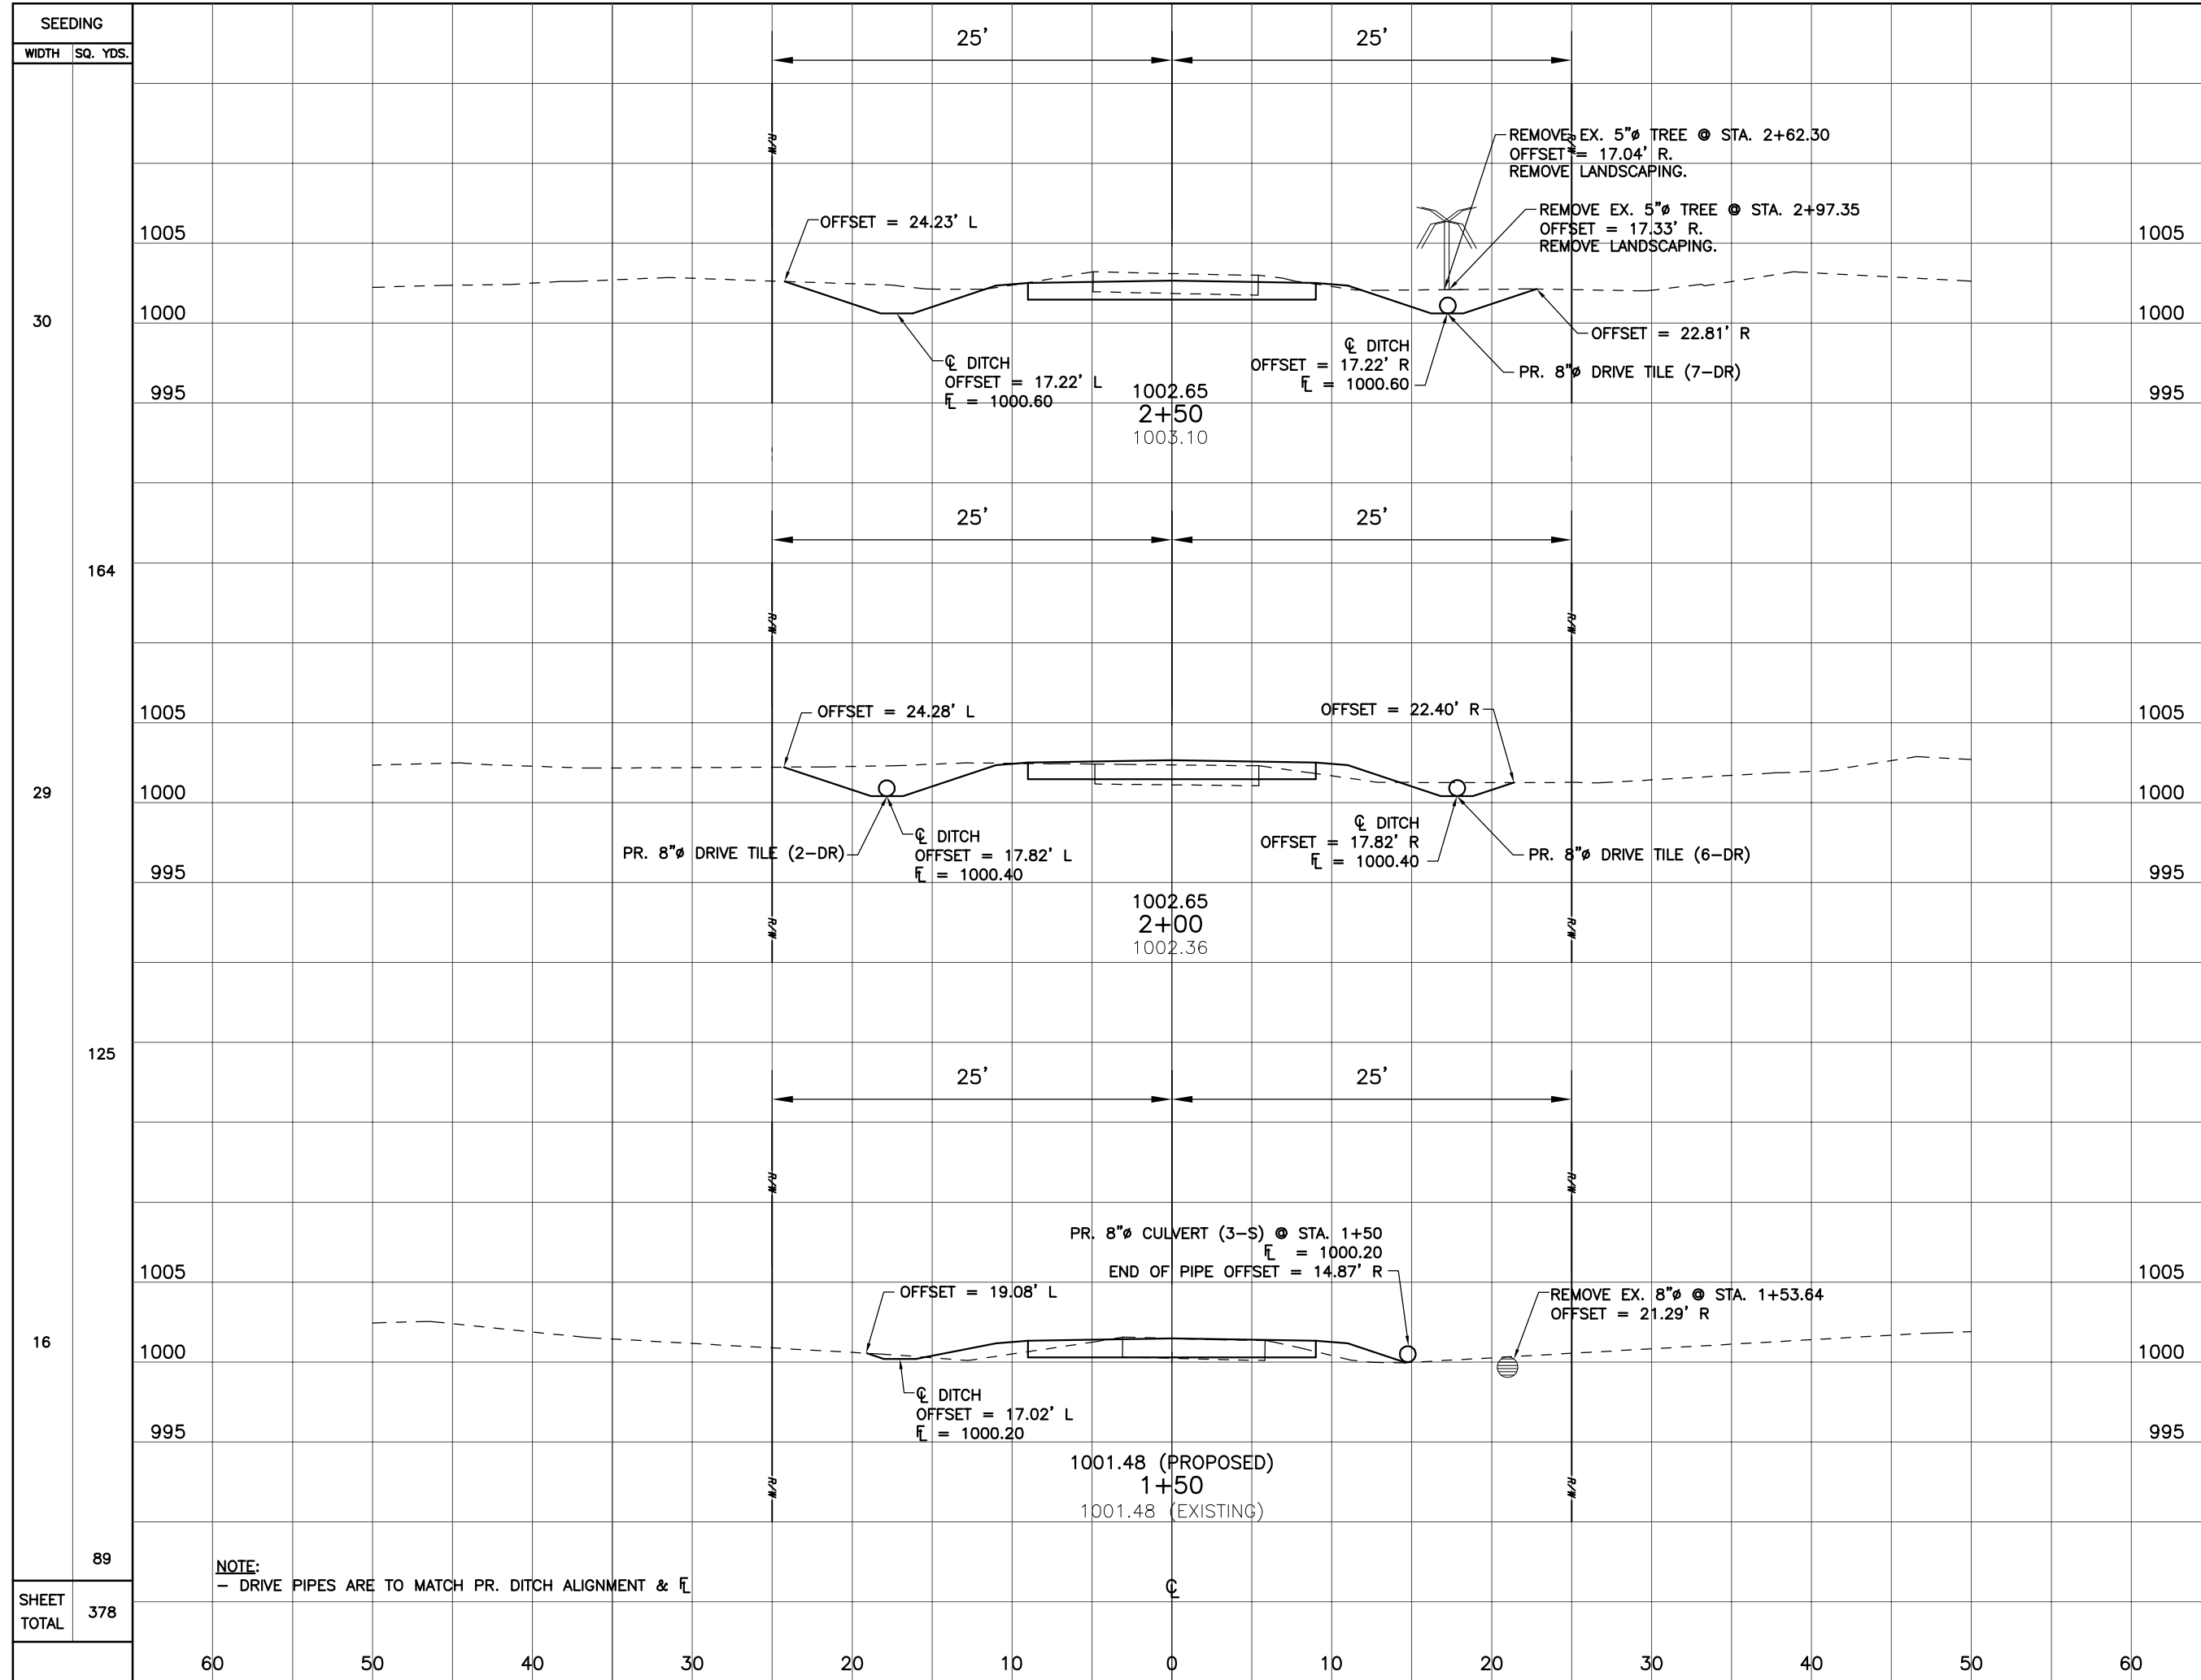 SEEDING
WIDTH SQ. YDS.
25' 25'
R/W R/W
REMOVE EX. 5"ø TREE @ STA. 2+62.30
OFFSET = 17.04' R.
REMOVE LANDSCAPING.
REMOVE EX. 5"ø TREE @ STA. 2+97.35
OFFSET = 17.33' R.
REMOVE LANDSCAPING.
OFFSET = 24.23' L
1005 1005
30
1000 1000
OFFSET = 22.81' R
℄ DITCH
OFFSET = 17.22' L
FL = 1000.60
℄ DITCH
OFFSET = 17.22' R
FL = 1000.60
PR. 8"ø DRIVE TILE (7-DR)
995 995
1002.65
2+50
1003.10
25' 25'
164
R/W R/W
OFFSET = 24.28' L
OFFSET = 22.40' R
1005 1005
29
1000 1000
PR. 8"ø DRIVE TILE (2-DR)
℄ DITCH
OFFSET = 17.82' L
FL = 1000.40
℄ DITCH
OFFSET = 17.82' R
FL = 1000.40
PR. 8"ø DRIVE TILE (6-DR)
995 995
1002.65
2+00
1002.36
R/W R/W
125
25' 25'
R/W R/W
PR. 8"ø CULVERT (3-S) @ STA. 1+50
FL = 1000.20
END OF PIPE OFFSET = 14.87' R
1005 1005
OFFSET = 19.08' L
REMOVE EX. 8"ø @ STA. 1+53.64
OFFSET = 21.29' R
16
1000 1000
℄ DITCH
OFFSET = 17.02' L
FL = 1000.20
995 995
1001.48 (PROPOSED)
1+50
1001.48 (EXISTING)
R/W R/W
89
NOTE:
- DRIVE PIPES ARE TO MATCH PR. DITCH ALIGNMENT & FL
℄
SHEET
TOTAL 378
60 50 40 30 20 10 0 10 20 30 40 50 60